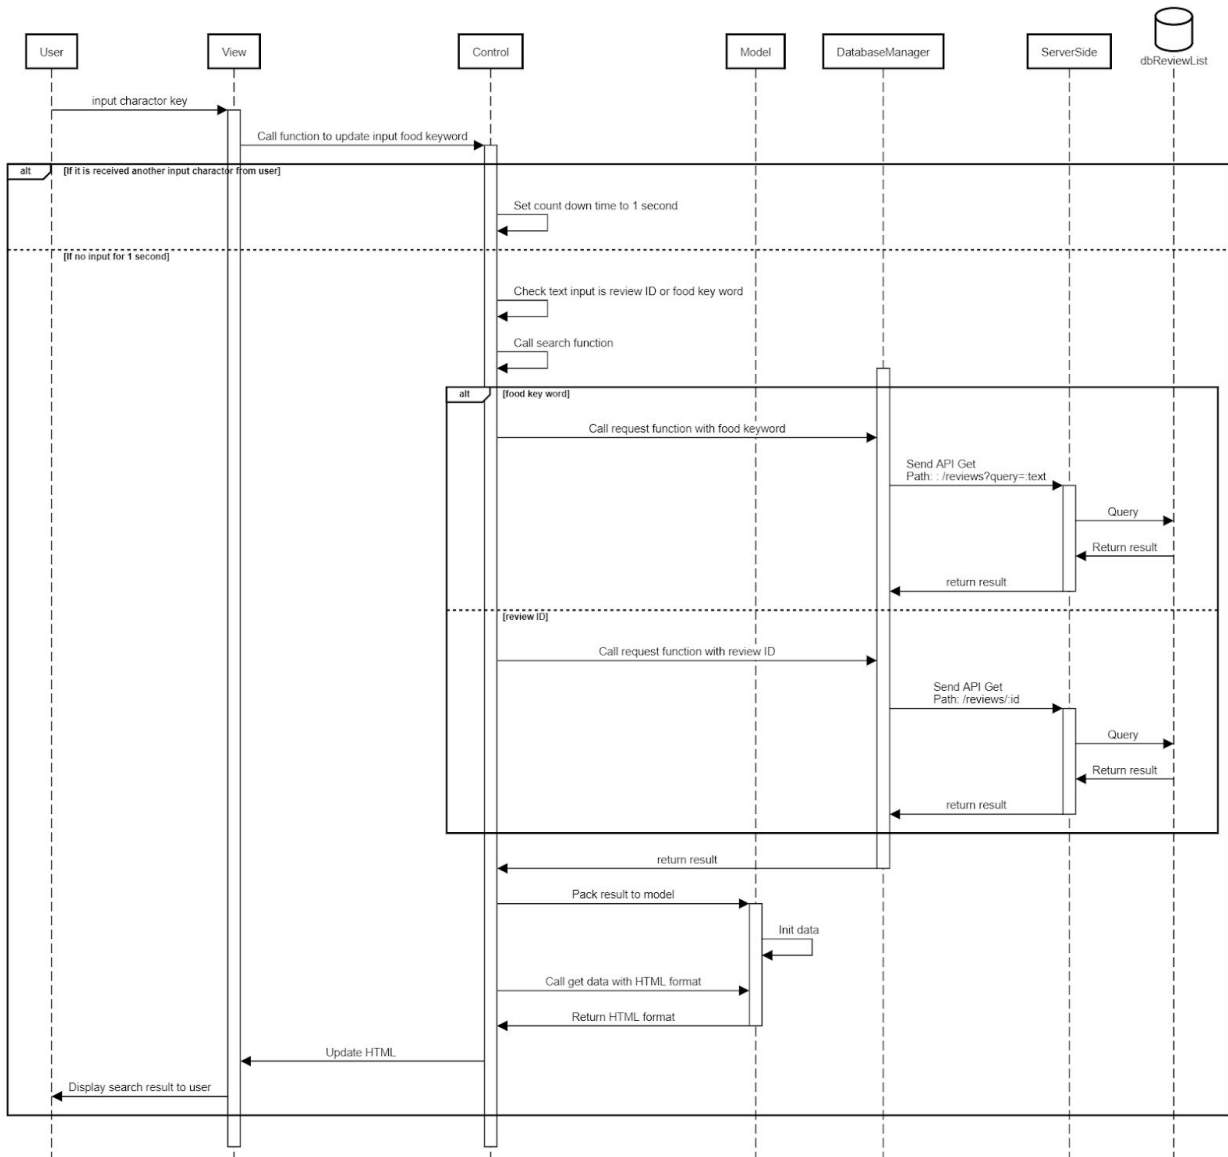 User
View
Control
Model
DatabaseManager
ServerSide
dbReviewList
input charactor key
Call function to update input food keyword
alt
[If it is received another input charactor from user]
Set count down time to 1 second
[If no input for 1 second]
Check text input is review ID or food key word
Call search function
alt
[food key word]
Call request function with food keyword
Send API Get
Path: : /reviews?query=:text
Query
Return result
return result
[review ID]
Call request function with review ID
Send API Get
Path: /reviews/:id
Query
Return result
return result
return result
Pack result to model
Init data
Call get data with HTML format
Return HTML format
Update HTML
Display search result to user